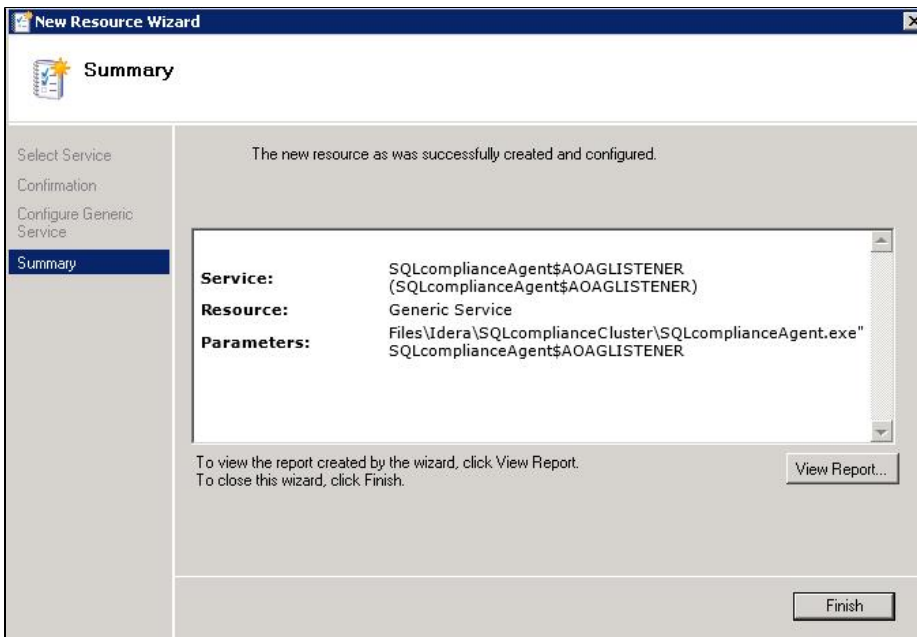 New Resource Wizard
Summary
Select Service
Confirmation
Configure Generic
Service
Summary
The new resource as was successfully created and configured.
Service: SQLcomplianceAgent$AOAGLISTENER
(SQLcomplianceAgent$AOAGLISTENER)
Resource: Generic Service
Parameters: Files\Idera\SQLcomplianceCluster\SQLcomplianceAgent.exe"
SQLcomplianceAgent$AOAGLISTENER
To view the report created by the wizard, click View Report.
To close this wizard, click Finish.
View Report...
Finish